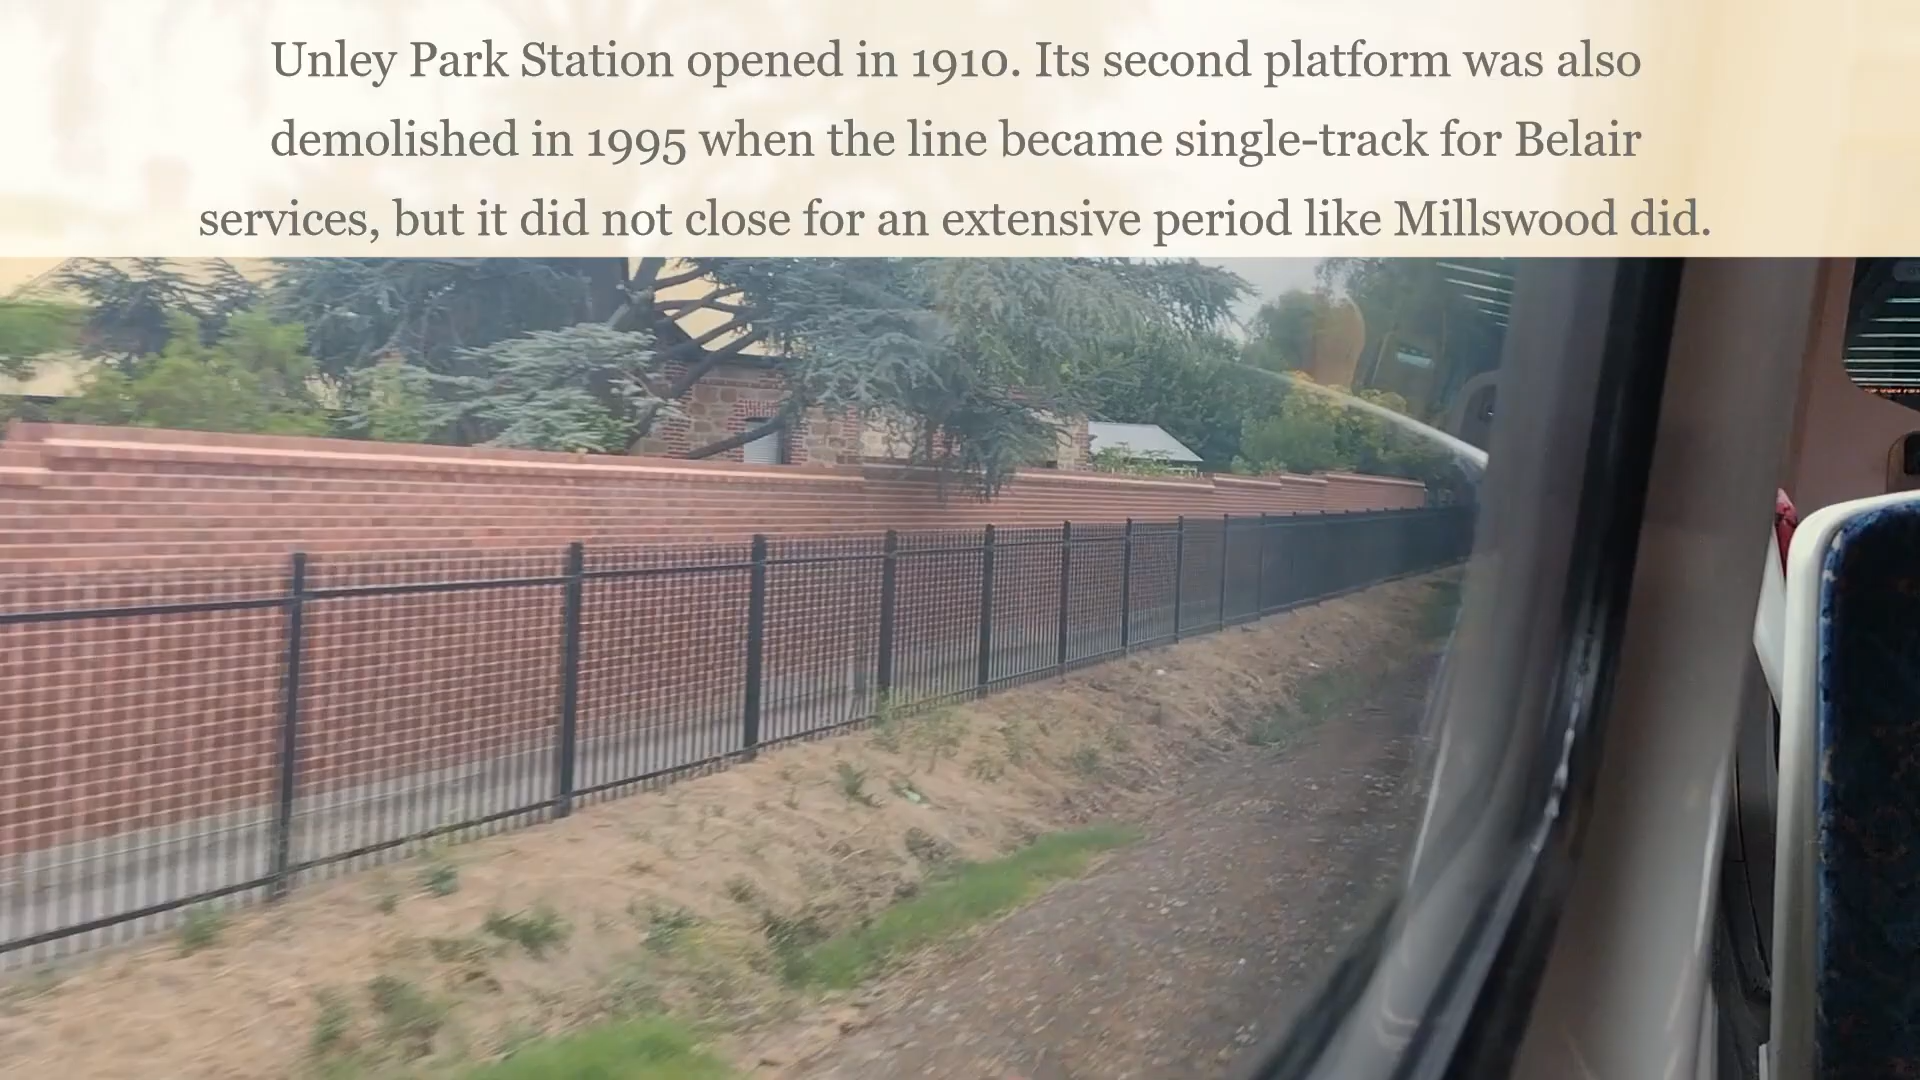 Unley Park Station opened in 1910. Its second platform was also
demolished in 1995 when the line became single-track for Belair
services, but it did not close for an extensive period like Millswood did.